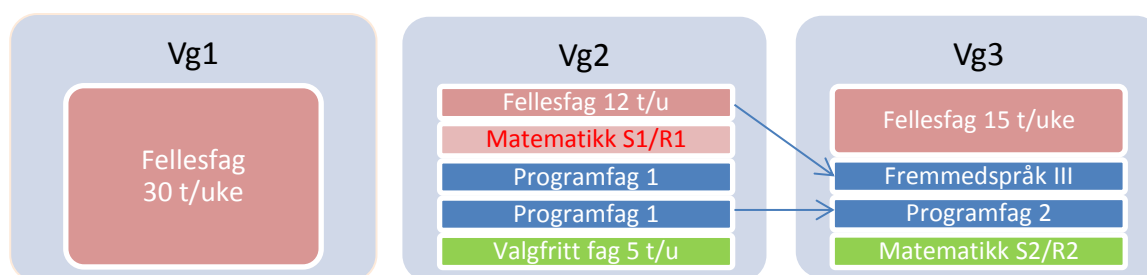 Vg1
Fellesfag
30 t/uke
Vg2
Fellesfag 12 t/u
Matematikk S1/R1
Programfag 1
Programfag 1
Valgfritt fag 5 t/u
Vg3
Fellesfag 15 t/uke
Fremmedspråk III
Programfag 2
Matematikk S2/R2